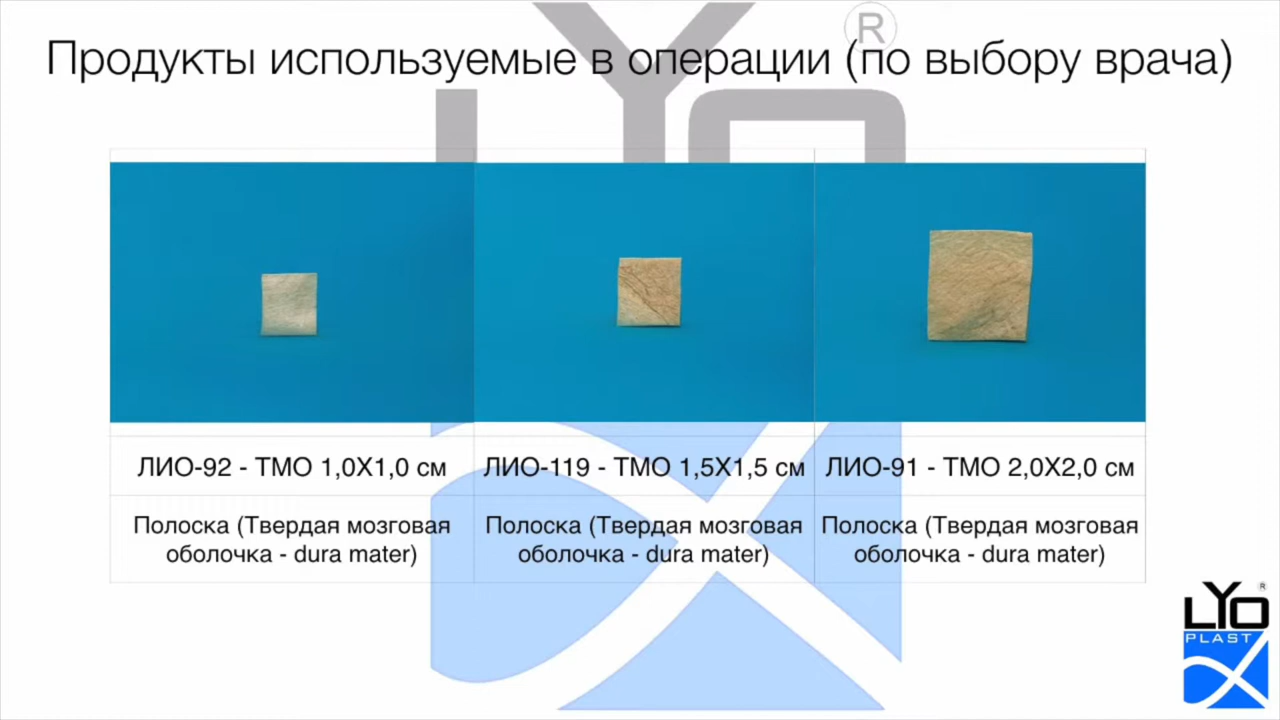 Продукты используемые в операции (по выбору врача)
LYO
®
ЛИО-92 - ТМО 1,0Х1,0 см
ЛИО-119 - ТМО 1,5Х1,5 см
ЛИО-91 - ТМО 2,0Х2,0 см
Полоска (Твердая мозговая
оболочка - dura mater)
Полоска (Твердая мозговая
оболочка - dura mater)
Полоска (Твердая мозговая
оболочка - dura mater)
LYO ®
PLAST